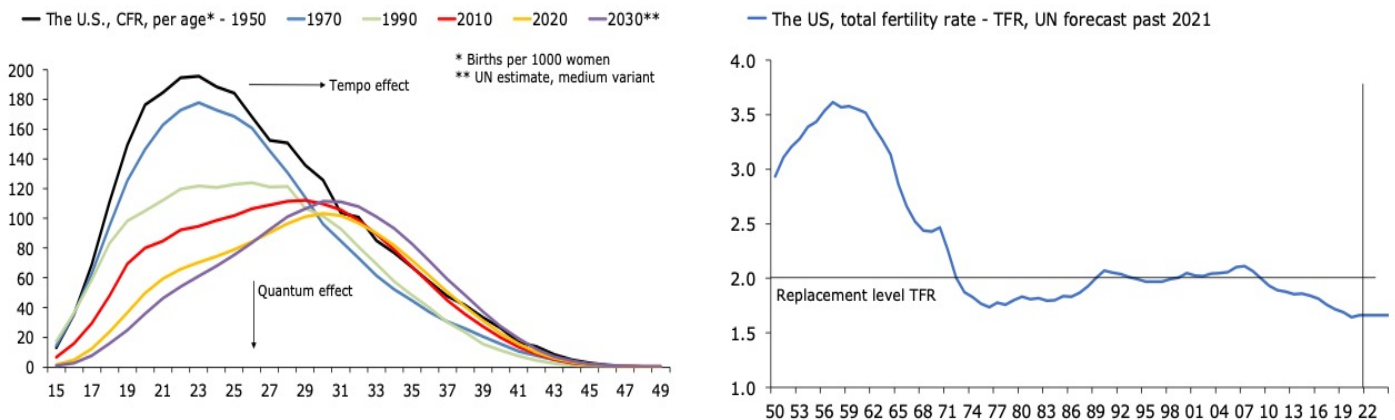 The U.S., CFR, per age* - 1950 1970 1990 2010 2020 2030**
* Births per 1000 women
** UN estimate, medium variant
200
180
160
140
120
100
80
60
40
20
0
Tempo effect
Quantum effect
15 17 19 21 23 25 27 29 31 33 35 37 39 41 43 45 47 49
The US, total fertility rate - TFR, UN forecast past 2021
4.0
3.5
3.0
2.5
2.0
1.5
1.0
Replacement level TFR
50 53 56 59 62 65 68 71 74 77 80 83 86 89 92 95 98 01 04 07 10 13 16 19 22